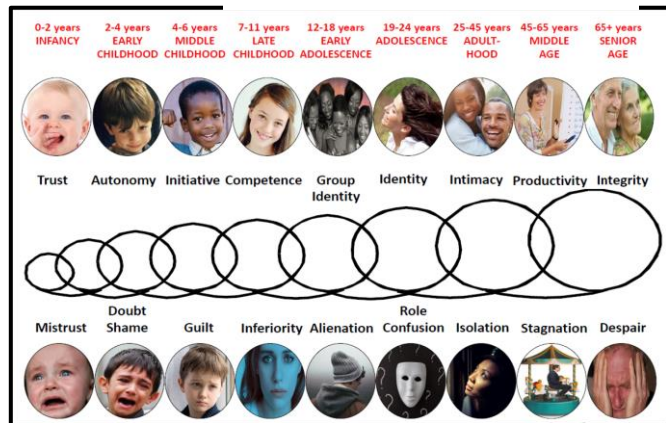 0-2 years
INFANCY
2-4 years
EARLY
CHILDHOOD
4-6 years
MIDDLE
CHILDHOOD
7-11 years
LATE
CHILDHOOD
12-18 years
EARLY
ADOLESCENCE
19-24 years
ADOLESCENCE
25-45 years
ADULT-
HOOD
45-65 years
MIDDLE
AGE
65+ years
SENIOR
AGE
Trust
Autonomy
Initiative
Competence
Group
Identity
Identity
Intimacy
Productivity
Integrity
Mistrust
Doubt
Shame
Guilt
Inferiority
Alienation
Role
Confusion
Isolation
Stagnation
Despair